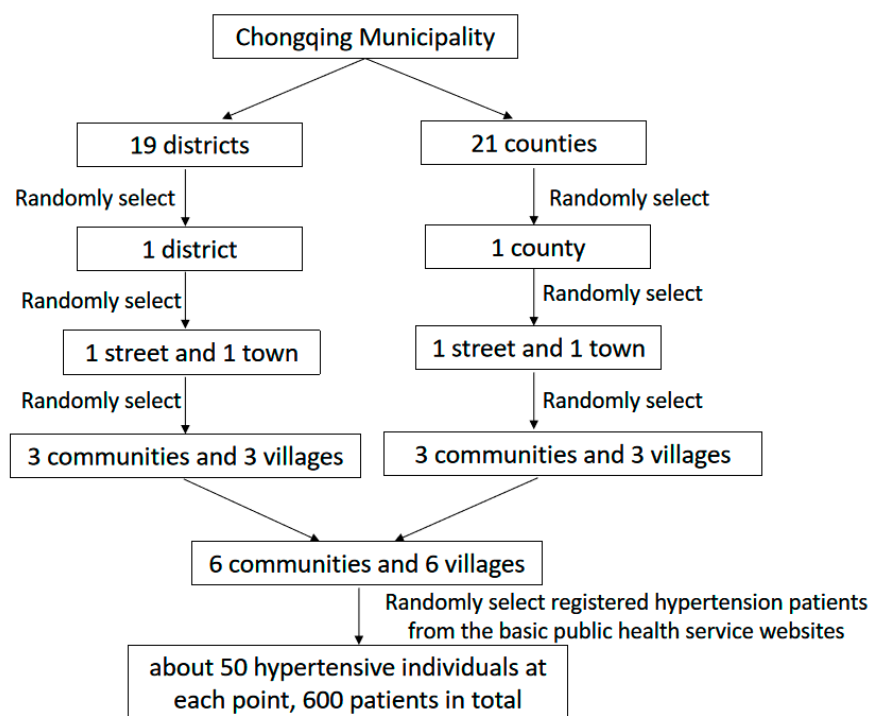 Chongqing Municipality
19 districts
21 counties
Randomly select
Randomly select
1 district
1 county
Randomly select
Randomly select
1 street and 1 town
1 street and 1 town
Randomly select
Randomly select
3 communities and 3 villages
3 communities and 3 villages
6 communities and 6 villages
Randomly select registered hypertension patients
from the basic public health service websites
about 50 hypertensive individuals at
each point, 600 patients in total